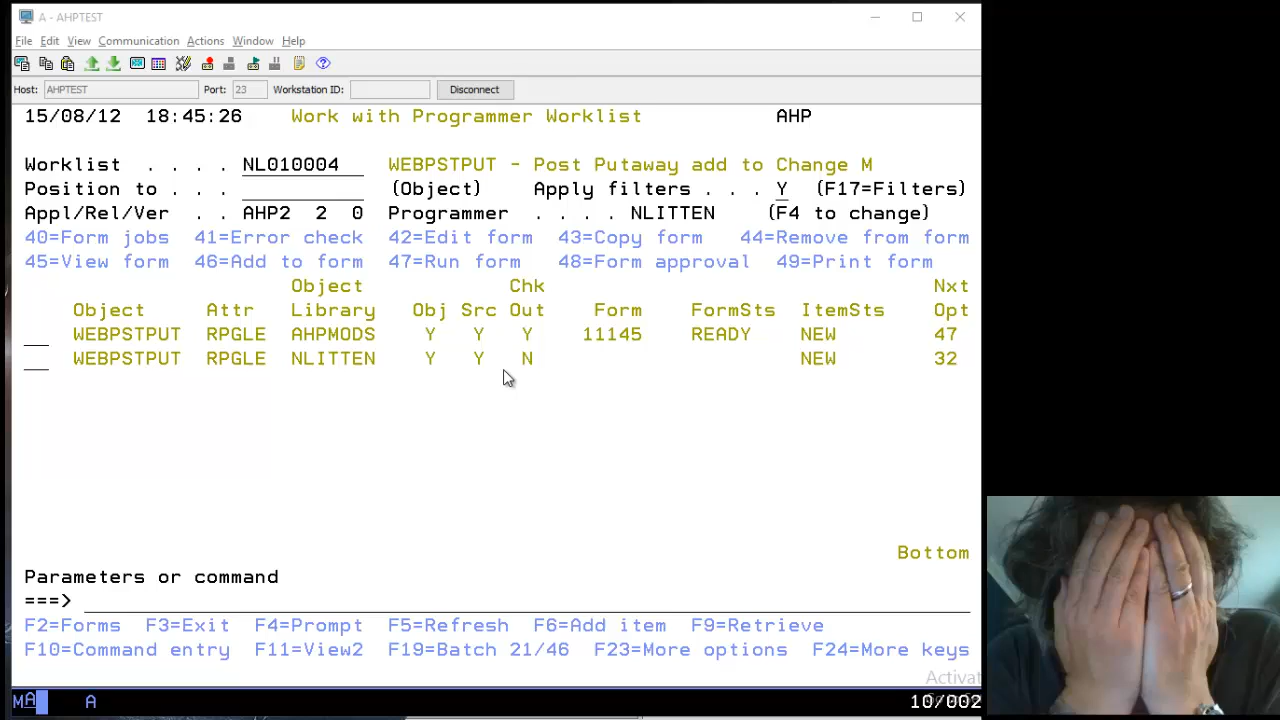 A - AHPTEST
File Edit View Communication Actions Window Help
Host: AHPTEST Port: 23 Workstation ID: Disconnect
15/08/12 18:45:26 Work with Programmer Worklist AHP
Worklist . . . . NL010004 WEBPSTPUT - Post Putaway add to Change M
Position to . . . (Object) Apply filters . . . Y (F17=Filters)
Appl/Rel/Ver . . AHP2 2 0 Programmer . . . . NLITTEN (F4 to change)
40=Form jobs 41=Error check 42=Edit form 43=Copy form 44=Remove from form
45=View form 46=Add to form 47=Run form 48=Form approval 49=Print form
Object Chk Nxt
Object Attr Library Obj Src Out Form FormSts ItemSts Opt
WEBPSTPUT RPGLE AHPMODS Y Y Y 11145 READY NEW 47
WEBPSTPUT RPGLE NLITTEN Y Y N NEW 32
Bottom
Parameters or command
===>
F2=Forms F3=Exit F4=Prompt F5=Refresh F6=Add item F9=Retrieve
F10=Command entry F11=View2 F19=Batch 21/46 F23=More options F24=More keys
Activat
MA A 10/002